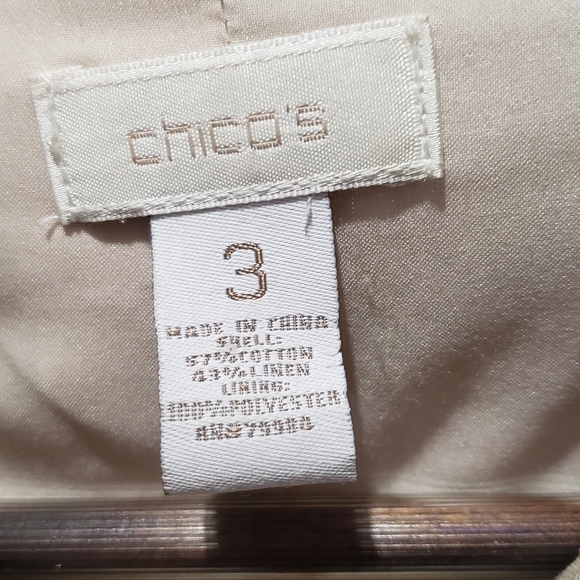 chico's
3
MADE IN CHINA
SHELL:
57%COTTON
43%LINEN
LINING:
100%POLYESTER